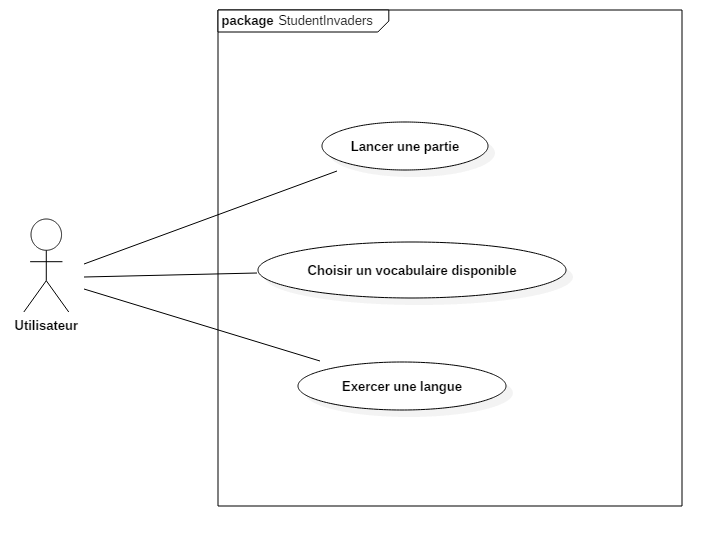 package StudentInvaders
Lancer une partie
Choisir un vocabulaire disponible
Utilisateur
Exercer une langue